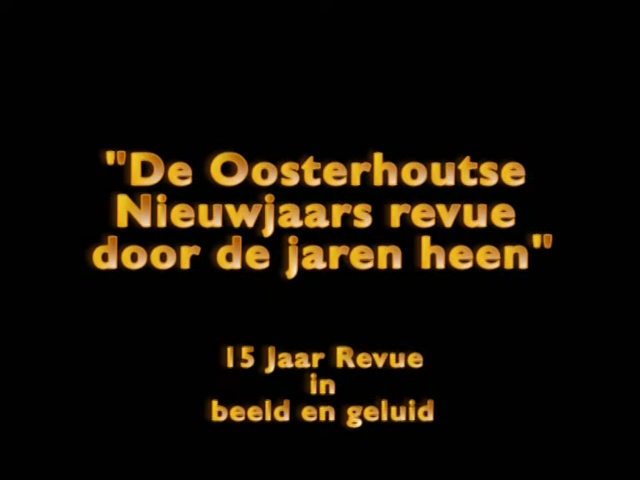 "De Oosterhoutse
Nieuwjaars revue
door de jaren heen"
15 Jaar Revue
in
beeld en geluid